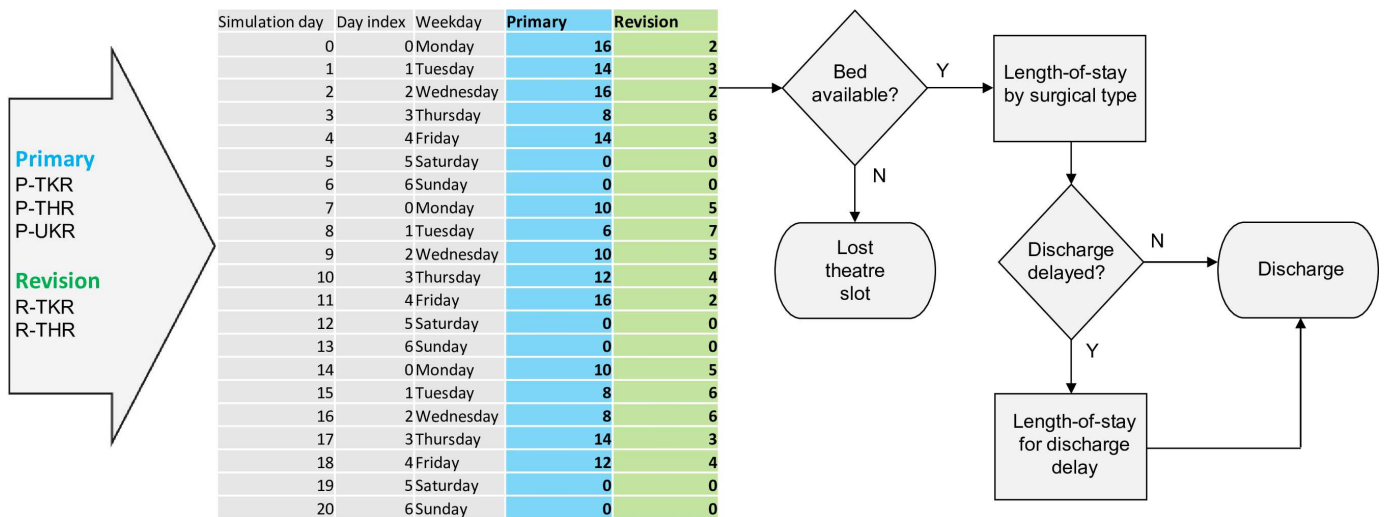 Primary
P-TKR
P-THR
P-UKR
Revision
R-TKR
R-THR
Simulation day Day index Weekday Primary Revision
0 0 Monday 16 2
1 1 Tuesday 14 3
2 2 Wednesday 16 2
3 3 Thursday 8 6
4 4 Friday 14 3
5 5 Saturday 0 0
6 6 Sunday 0 0
7 0 Monday 10 5
8 1 Tuesday 6 7
9 2 Wednesday 10 5
10 3 Thursday 12 4
11 4 Friday 16 2
12 5 Saturday 0 0
13 6 Sunday 0 0
14 0 Monday 10 5
15 1 Tuesday 8 6
16 2 Wednesday 8 6
17 3 Thursday 14 3
18 4 Friday 12 4
19 5 Saturday 0 0
20 6 Sunday 0 0
Bed
available?
Y
N
Lost
theatre
slot
Length-of-stay
by surgical type
Discharge
delayed?
N
Y
Discharge
Length-of-stay
for discharge
delay